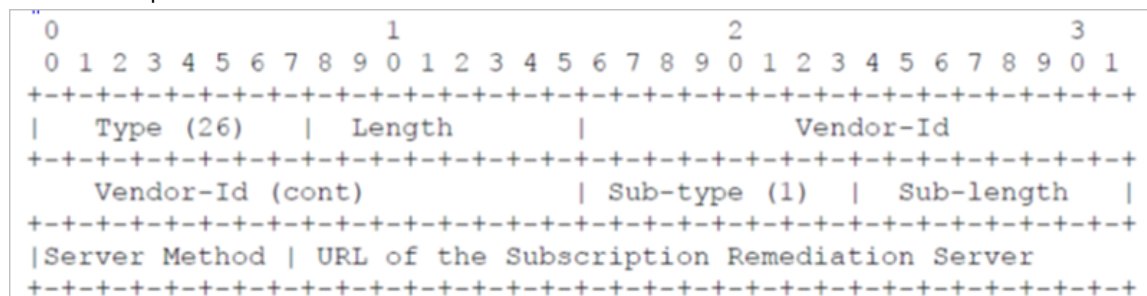 0                   1                   2                   3
0 1 2 3 4 5 6 7 8 9 0 1 2 3 4 5 6 7 8 9 0 1 2 3 4 5 6 7 8 9 0 1
+-+-+-+-+-+-+-+-+-+-+-+-+-+-+-+-+-+-+-+-+-+-+-+-+-+-+-+-+-+-+-+-+
|   Type (26)   |  Length       |            Vendor-Id
+-+-+-+-+-+-+-+-+-+-+-+-+-+-+-+-+-+-+-+-+-+-+-+-+-+-+-+-+-+-+-+-+
    Vendor-Id (cont)            | Sub-type (1)  |  Sub-length   |
+-+-+-+-+-+-+-+-+-+-+-+-+-+-+-+-+-+-+-+-+-+-+-+-+-+-+-+-+-+-+-+-+
|Server Method | URL of the Subscription Remediation Server
+-+-+-+-+-+-+-+-+-+-+-+-+-+-+-+-+-+-+-+-+-+-+-+-+-+-+-+-+-+-+-+-+